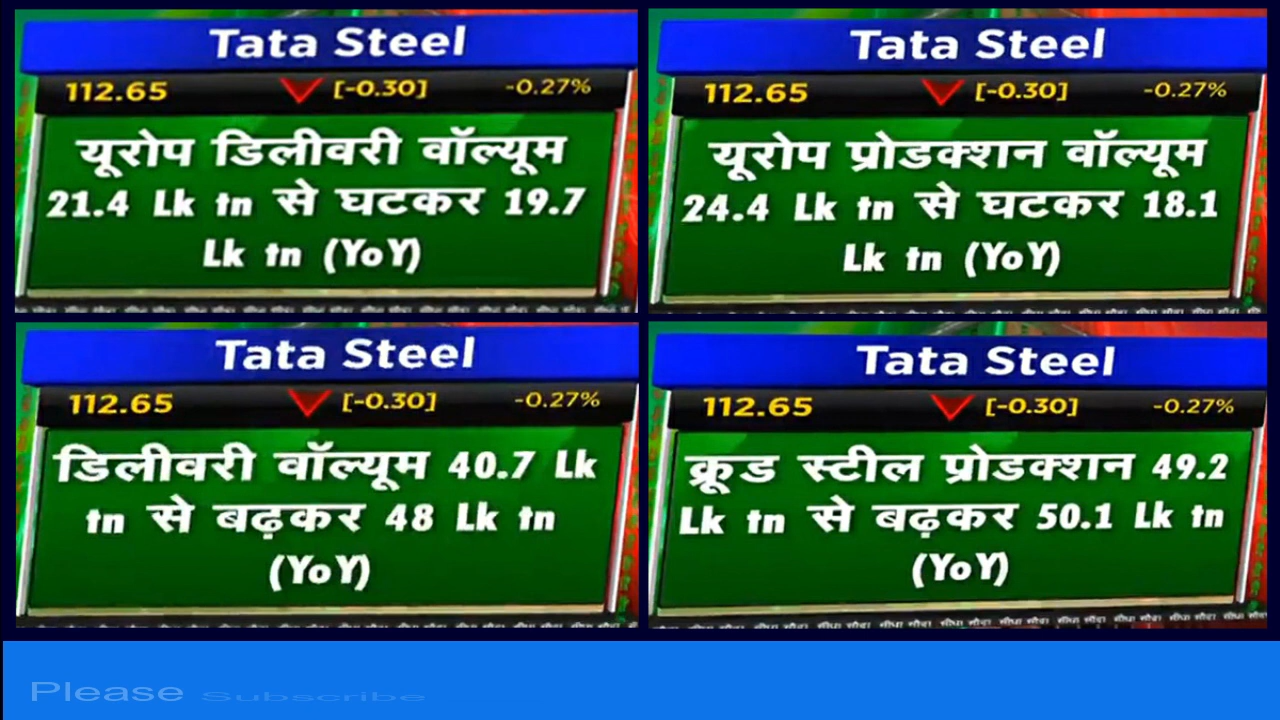 Tata Steel
112.65 [-0.30] -0.27%
यूरोप डिलीवरी वॉल्यूम
21.4 Lk tn से घटकर 19.7
Lk tn (YoY)
Tata Steel
112.65 [-0.30] -0.27%
यूरोप प्रोडक्शन वॉल्यूम
24.4 Lk tn से घटकर 18.1
Lk tn (YoY)
Tata Steel
112.65 [-0.30] -0.27%
डिलीवरी वॉल्यूम 40.7 Lk
tn से बढ़कर 48 Lk tn
(YoY)
Tata Steel
112.65 [-0.30] -0.27%
क्रूड स्टील प्रोडक्शन 49.2
Lk tn से बढ़कर 50.1 Lk tn
(YoY)
सीधा सौदा सीधा सौदा सीधा सौदा सीधा सौदा
Please Subscribe